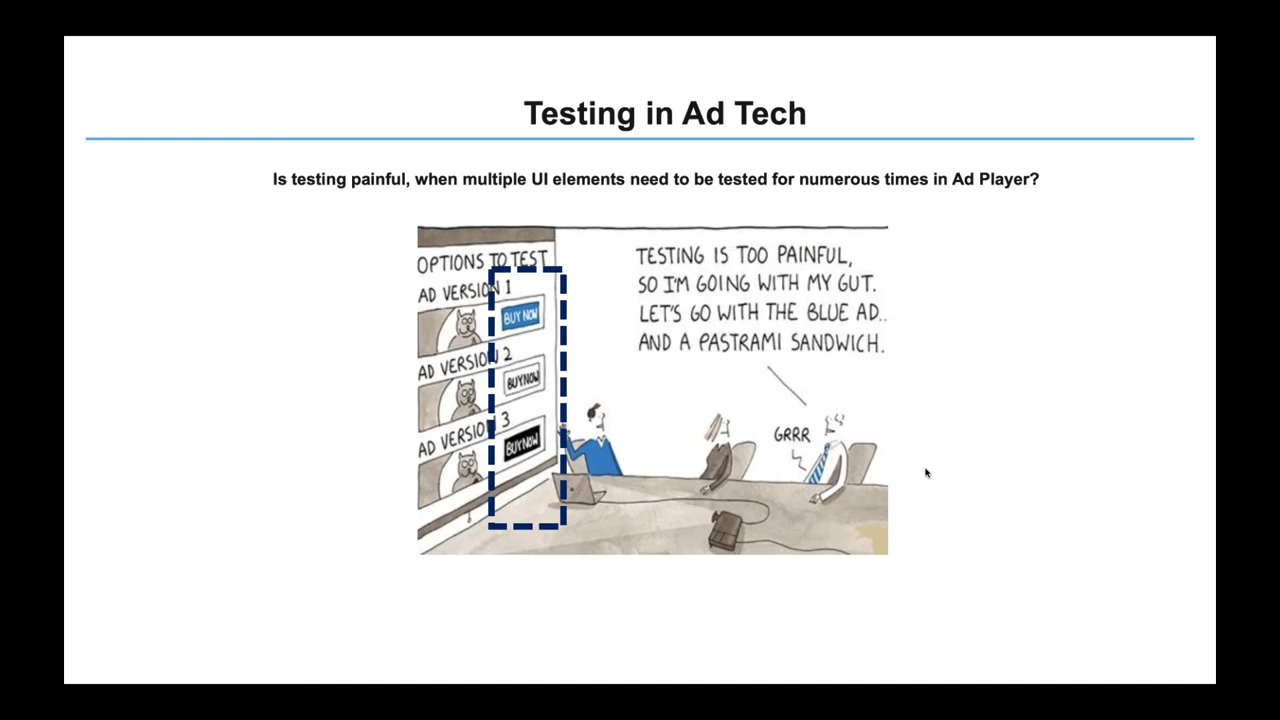 Testing in Ad Tech
Is testing painful, when multiple UI elements need to be tested for numerous times in Ad Player?
OPTIONS TO TEST
AD VERSION 1
BUY NOW
AD VERSION 2
BUY NOW
AD VERSION 3
BUY NOW
TESTING IS TOO PAINFUL,
SO I'M GOING WITH MY GUT.
LET'S GO WITH THE BLUE AD..
AND A PASTRAMI SANDWICH.
GRRR